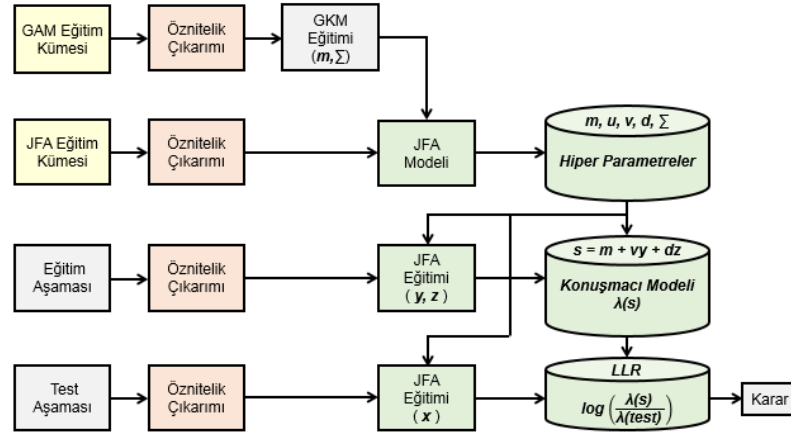 GAM Eğitim
Kümesi
Öznitelik
Çıkarımı
GKM
Eğitimi
(m,∑)
JFA Eğitim
Kümesi
Öznitelik
Çıkarımı
JFA
Modeli
m, u, v, d, ∑
Hiper Parametreler
Eğitim
Aşaması
Öznitelik
Çıkarımı
JFA
Eğitimi
( y, z )
s = m + vy + dz
Konuşmacı Modeli
λ(s)
Test
Aşaması
Öznitelik
Çıkarımı
JFA
Eğitimi
( x )
LLR
log (λ(s)/λ(test))
Karar